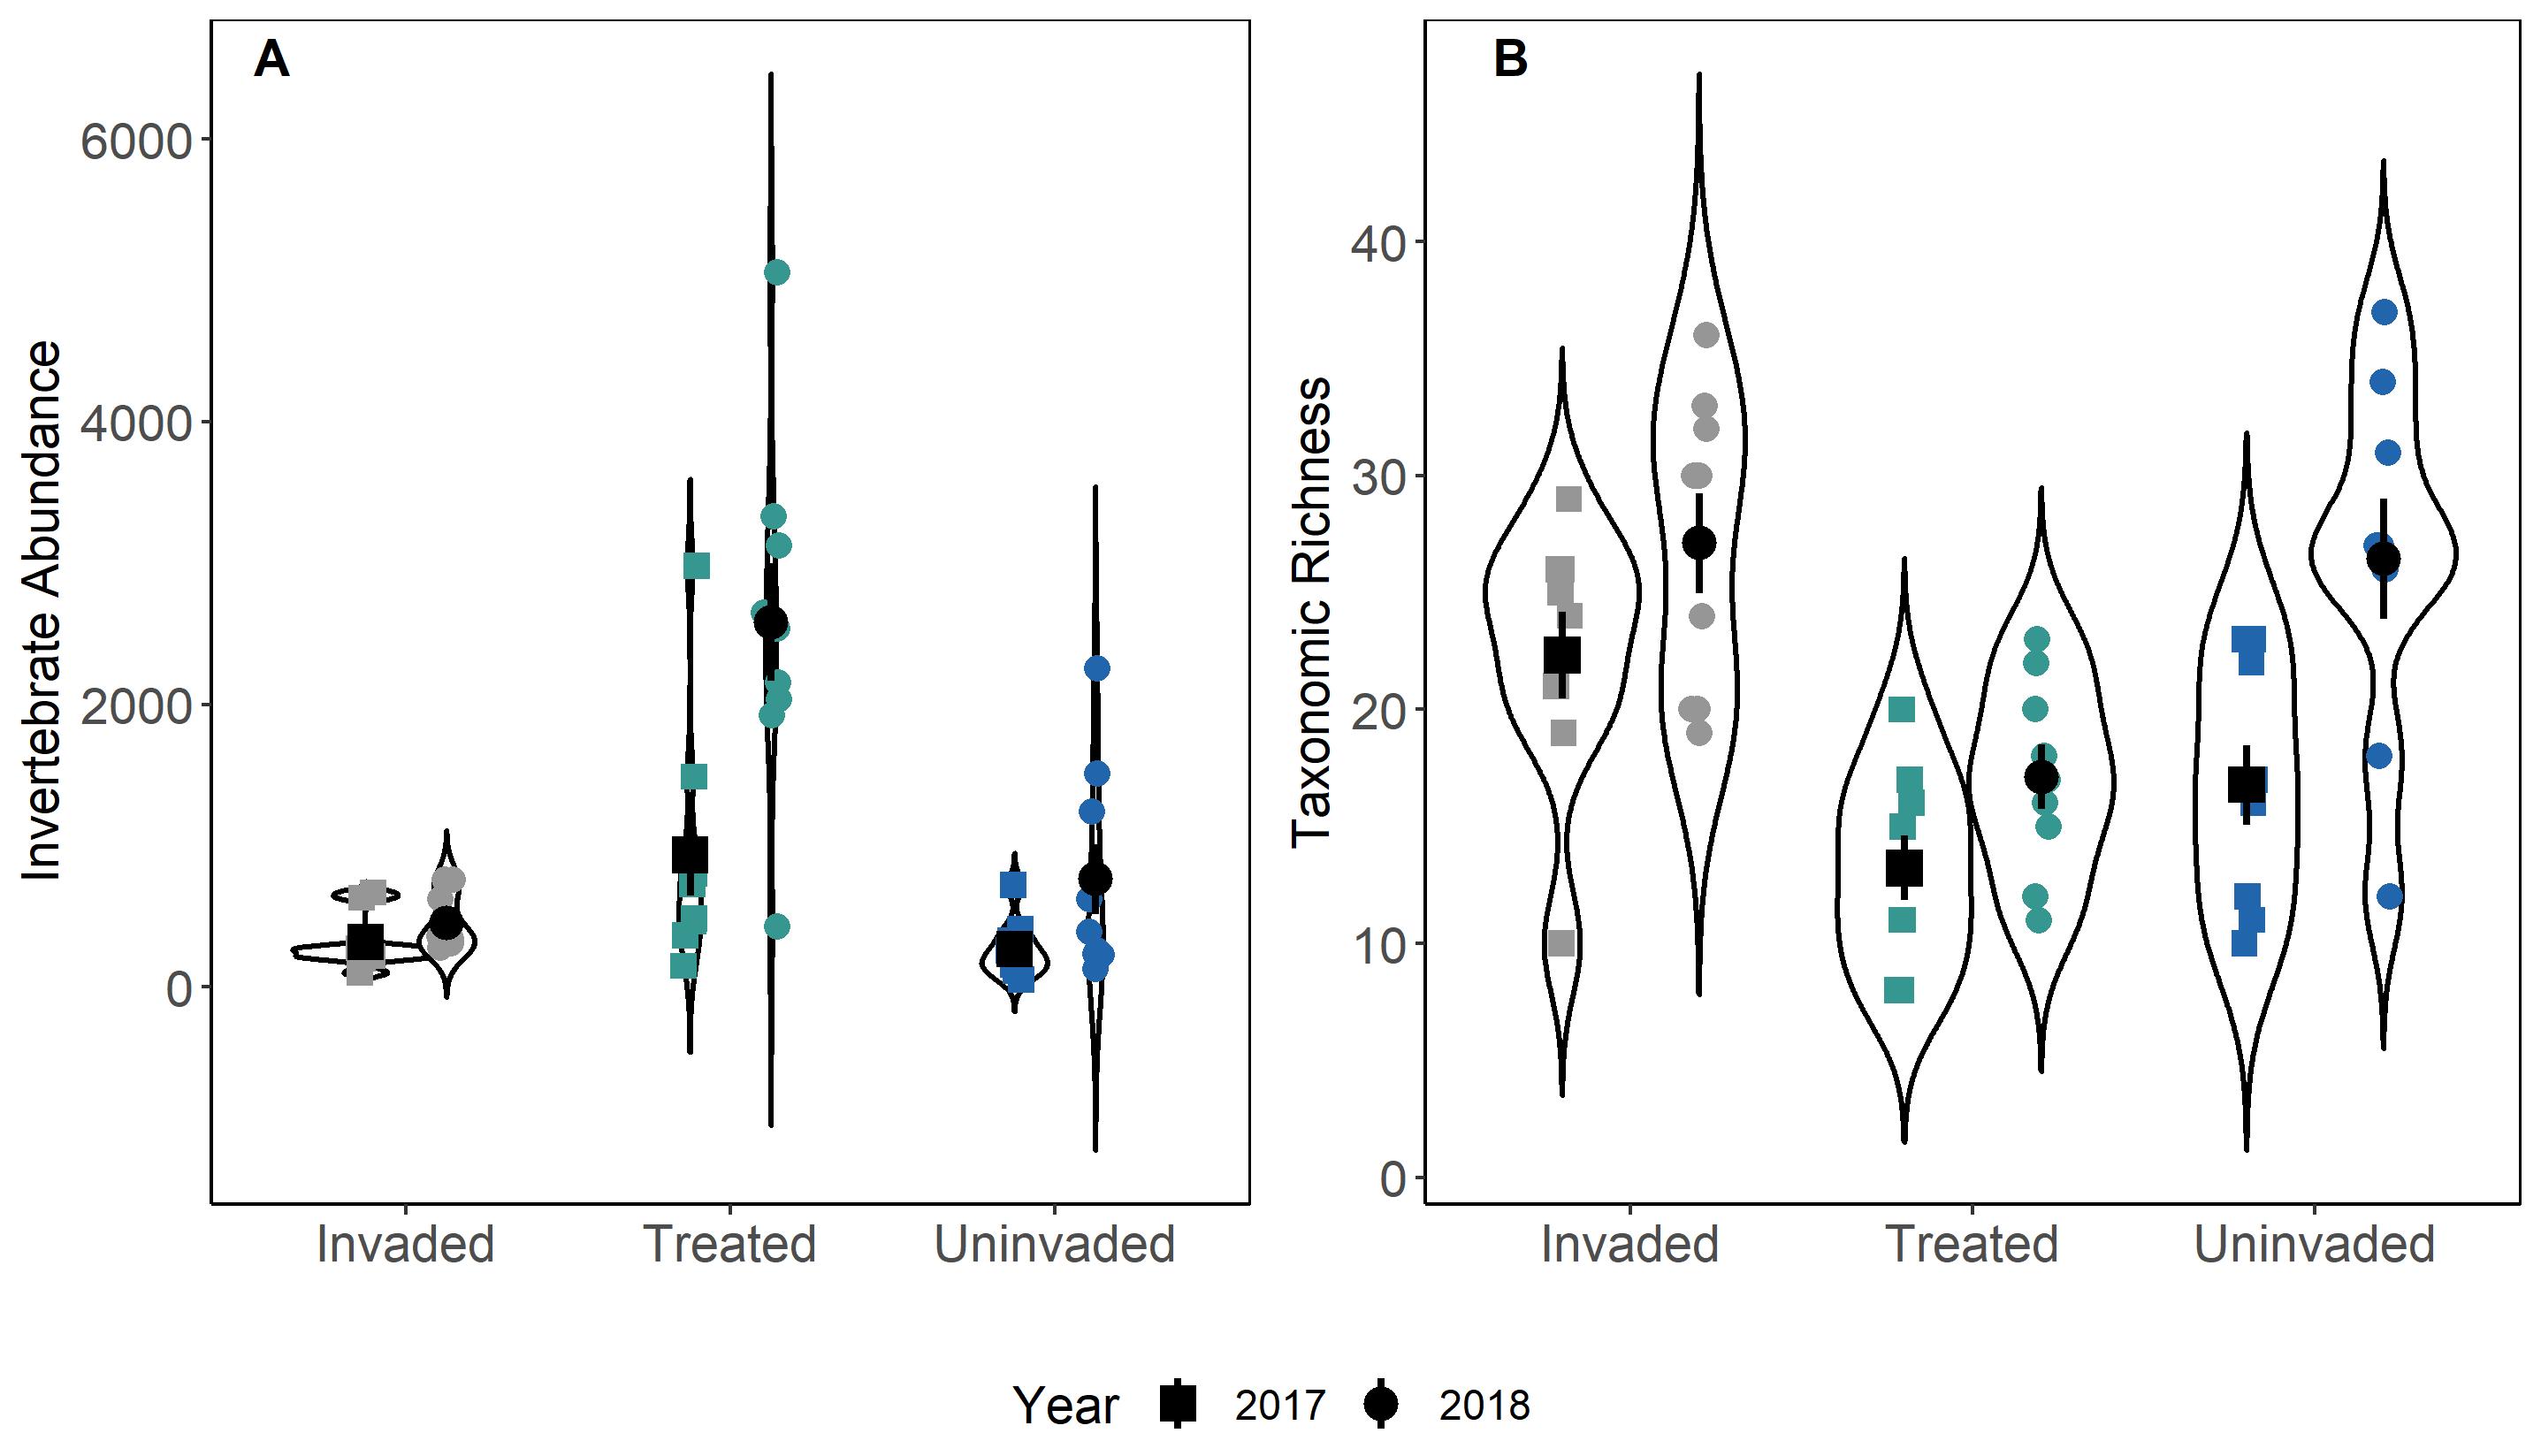 A
Invertebrate Abundance
6000
4000
2000
0
Invaded Treated Uninvaded
B
Taxonomic Richness
40
30
20
10
0
Invaded Treated Uninvaded
Year 2017 2018